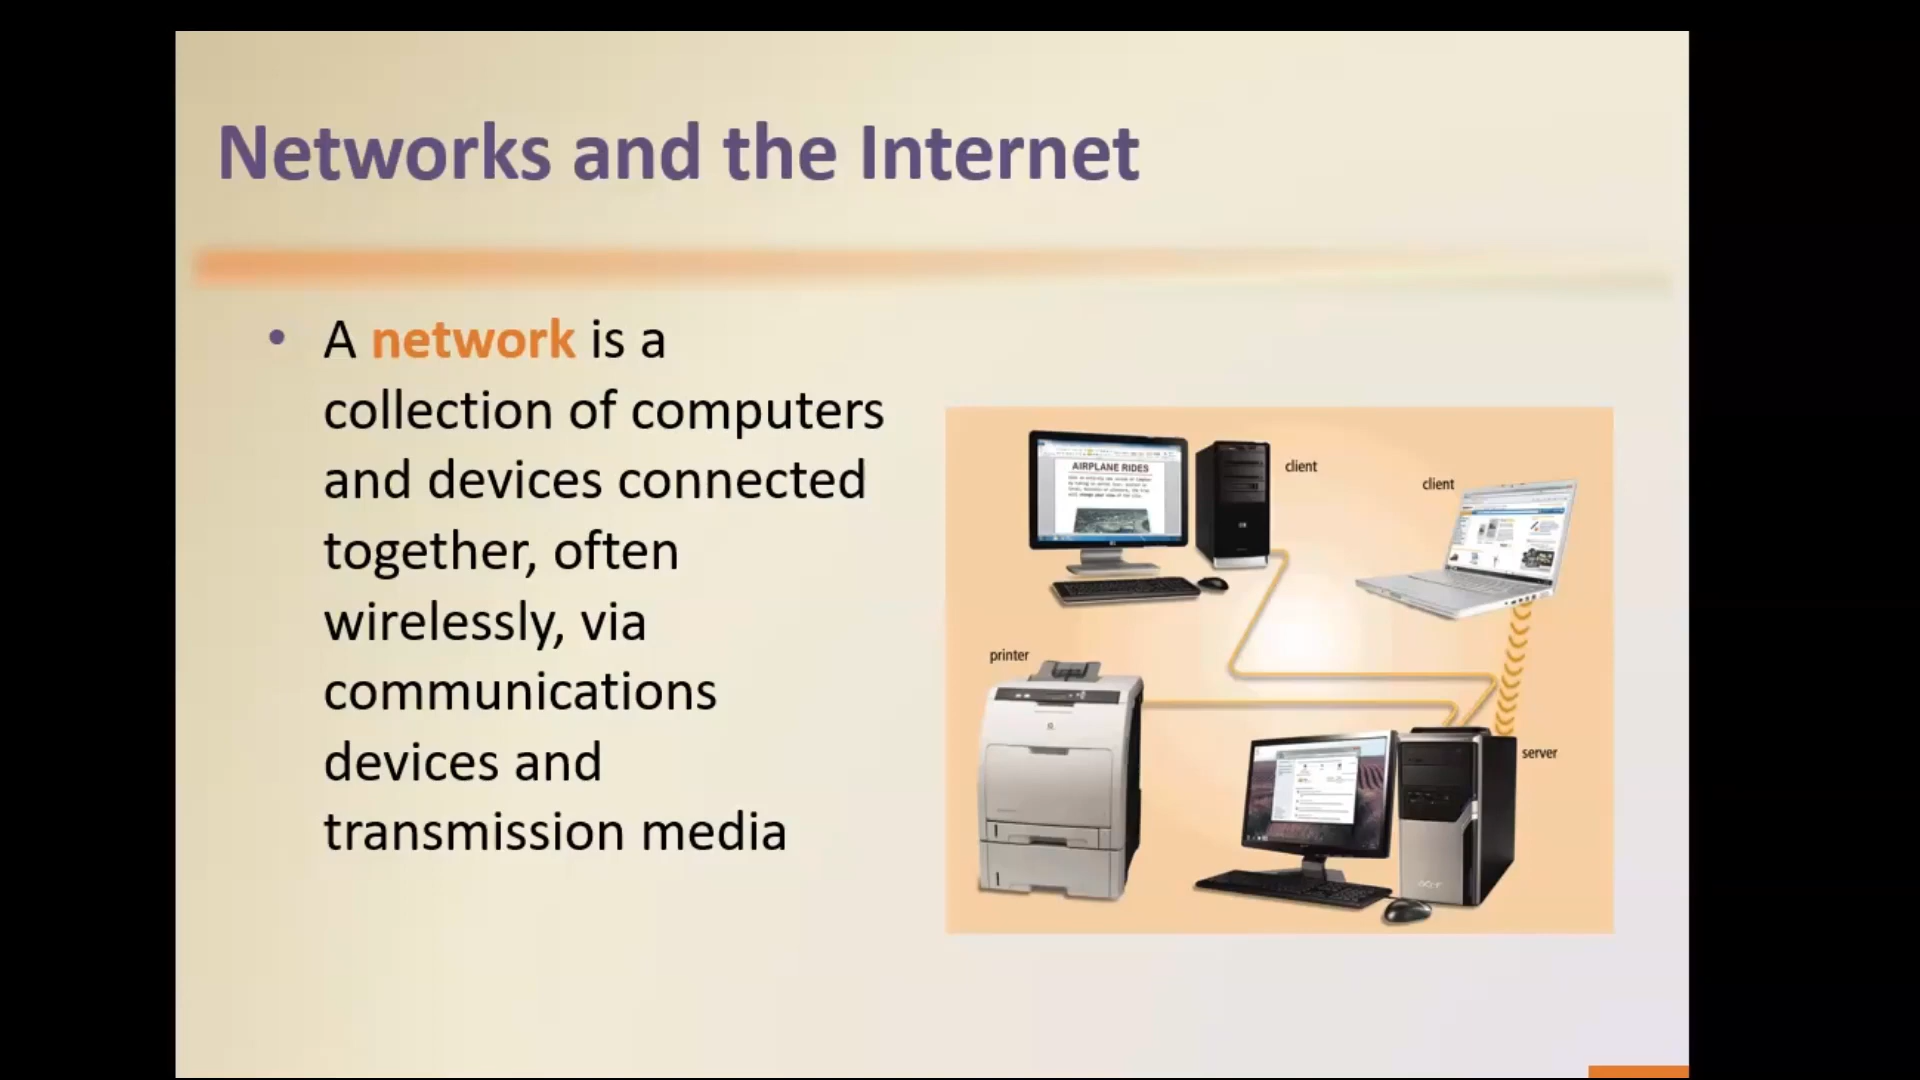 Networks and the Internet
• A network is a
collection of computers
and devices connected
together, often
wirelessly, via
communications
devices and
transmission media
AIRPLANE RIDES
client
client
printer
server
acer